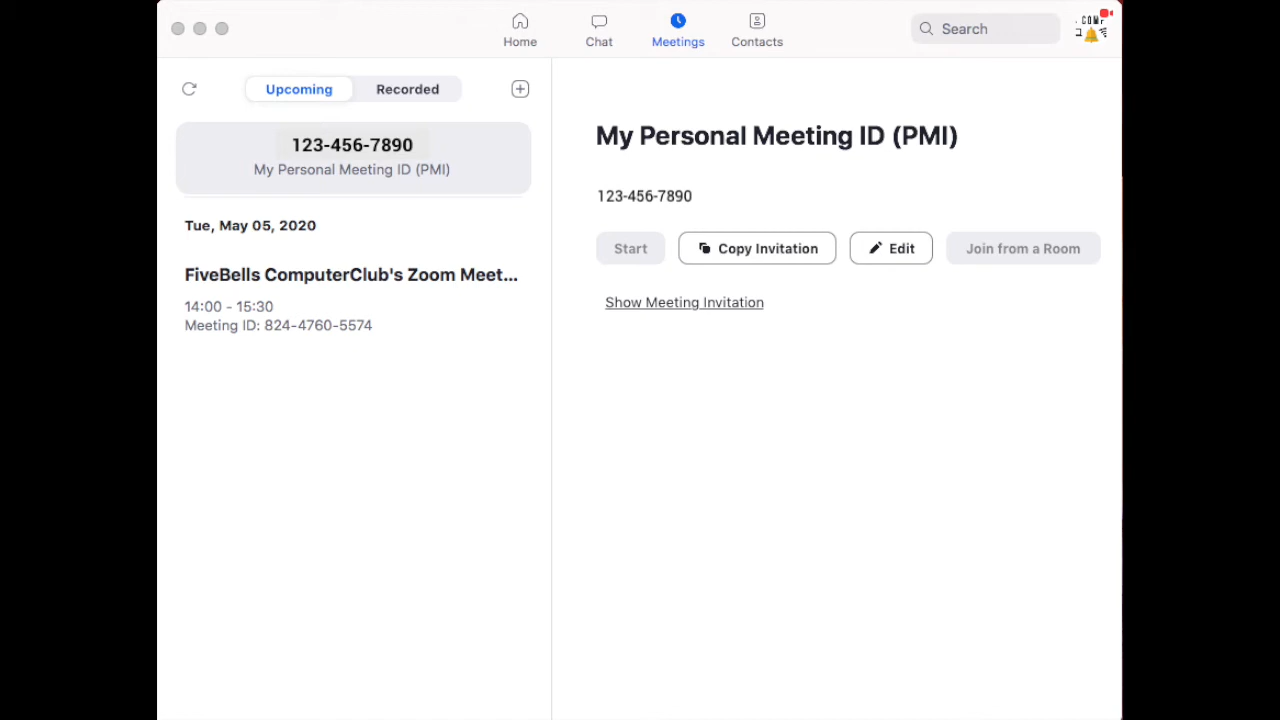 Home
Chat
Meetings
Contacts
Search
Upcoming
Recorded
123-456-7890
My Personal Meeting ID (PMI)
Tue, May 05, 2020
FiveBells ComputerClub's Zoom Meet...
14:00 - 15:30
Meeting ID: 824-4760-5574
My Personal Meeting ID (PMI)
123-456-7890
Start
Copy Invitation
Edit
Join from a Room
Show Meeting Invitation